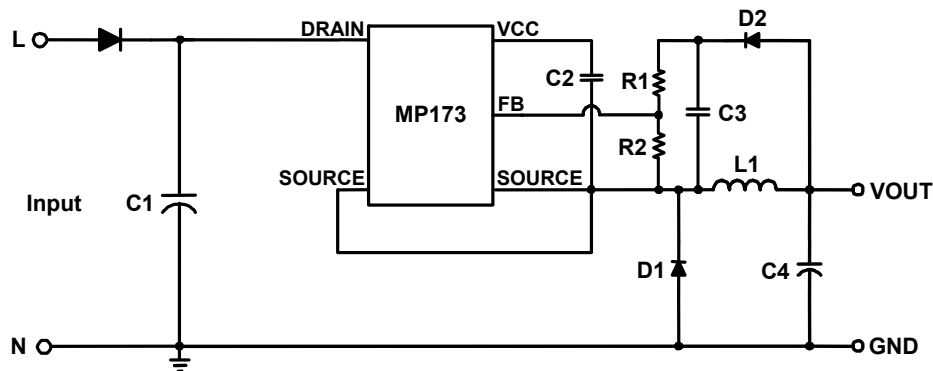 D2
L
DRAIN
VCC
C2
R1
MP173
FB
C3
R2
SOURCE
SOURCE
L1
Input
C1
VOUT
D1
C4
N
GND